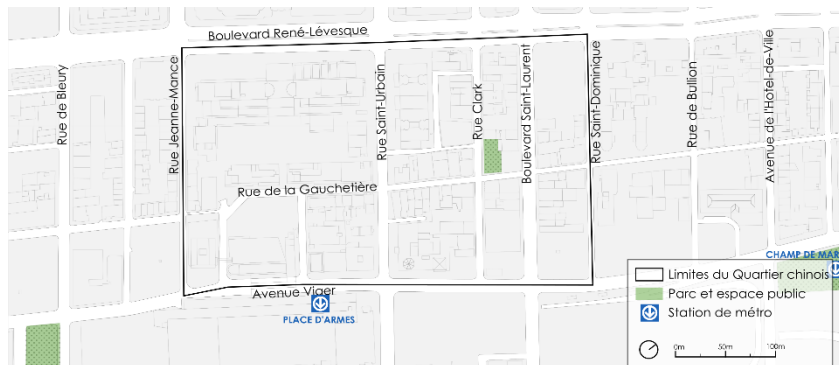 Boulevard René-Lévesque
Rue de Bleury
Rue Jeanne-Mance
Rue Saint-Urbain
Rue Clark
Boulevard Saint-Laurent
Rue Saint-Dominique
Rue de Bullion
Avenue de l'Hotel-de-Ville
Rue de la Gauchetière
Avenue Viger
PLACE D'ARMES
CHAMP DE MAR
Limites du Quartier chinois
Parc et espace public
Station de métro
0m 50m 100m